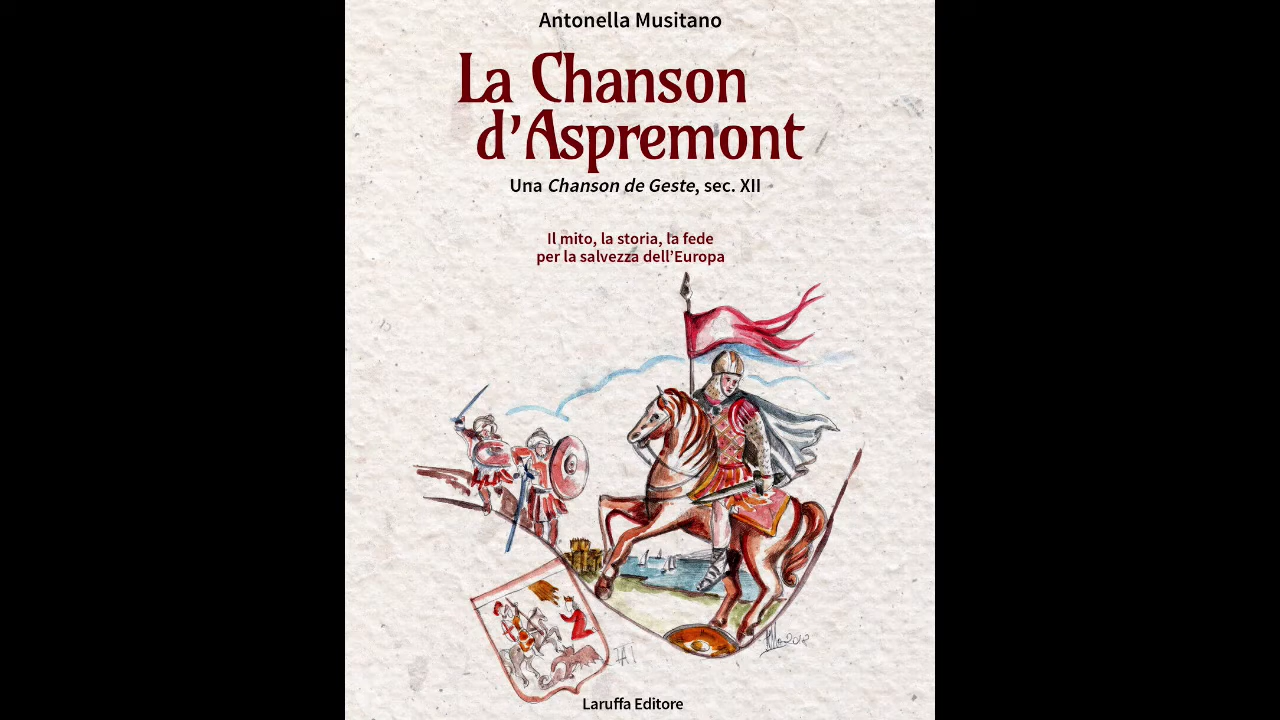 Antonella Musitano
La Chanson
d'Aspremont
Una Chanson de Geste, sec. XII
Il mito, la storia, la fede
per la salvezza dell'Europa
Laruffa Editore